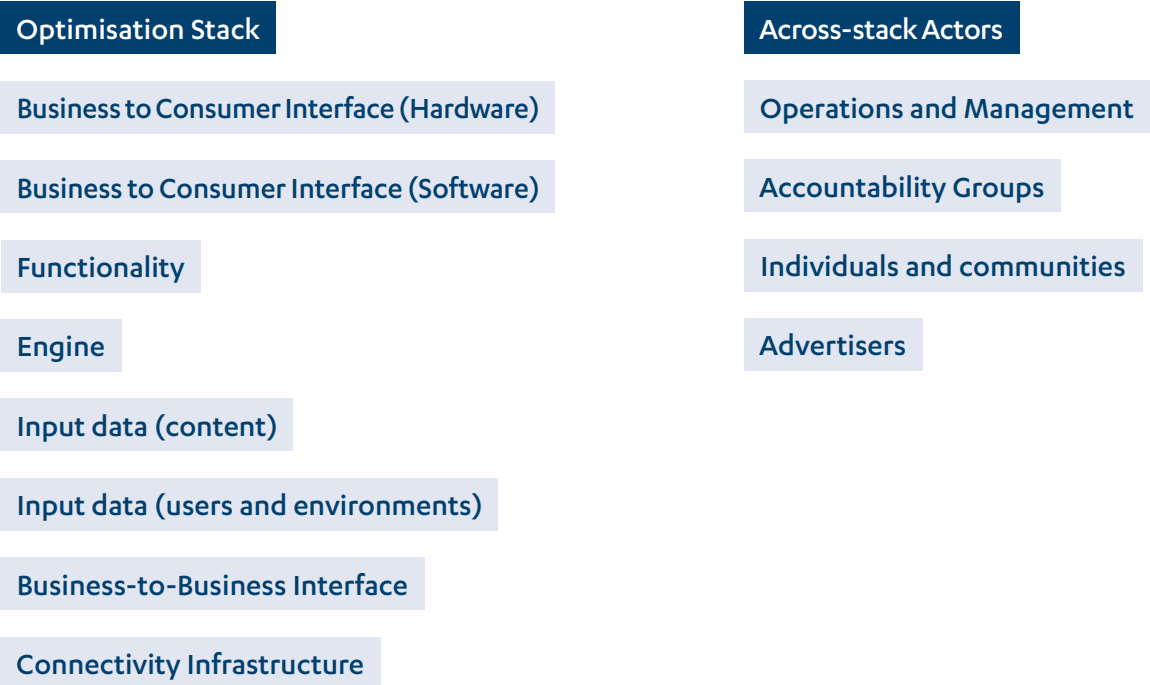 Optimisation Stack
Business to Consumer Interface (Hardware)
Business to Consumer Interface (Software)
Functionality
Engine
Input data (content)
Input data (users and environments)
Business-to-Business Interface
Connectivity Infrastructure
Across-stack Actors
Operations and Management
Accountability Groups
Individuals and communities
Advertisers